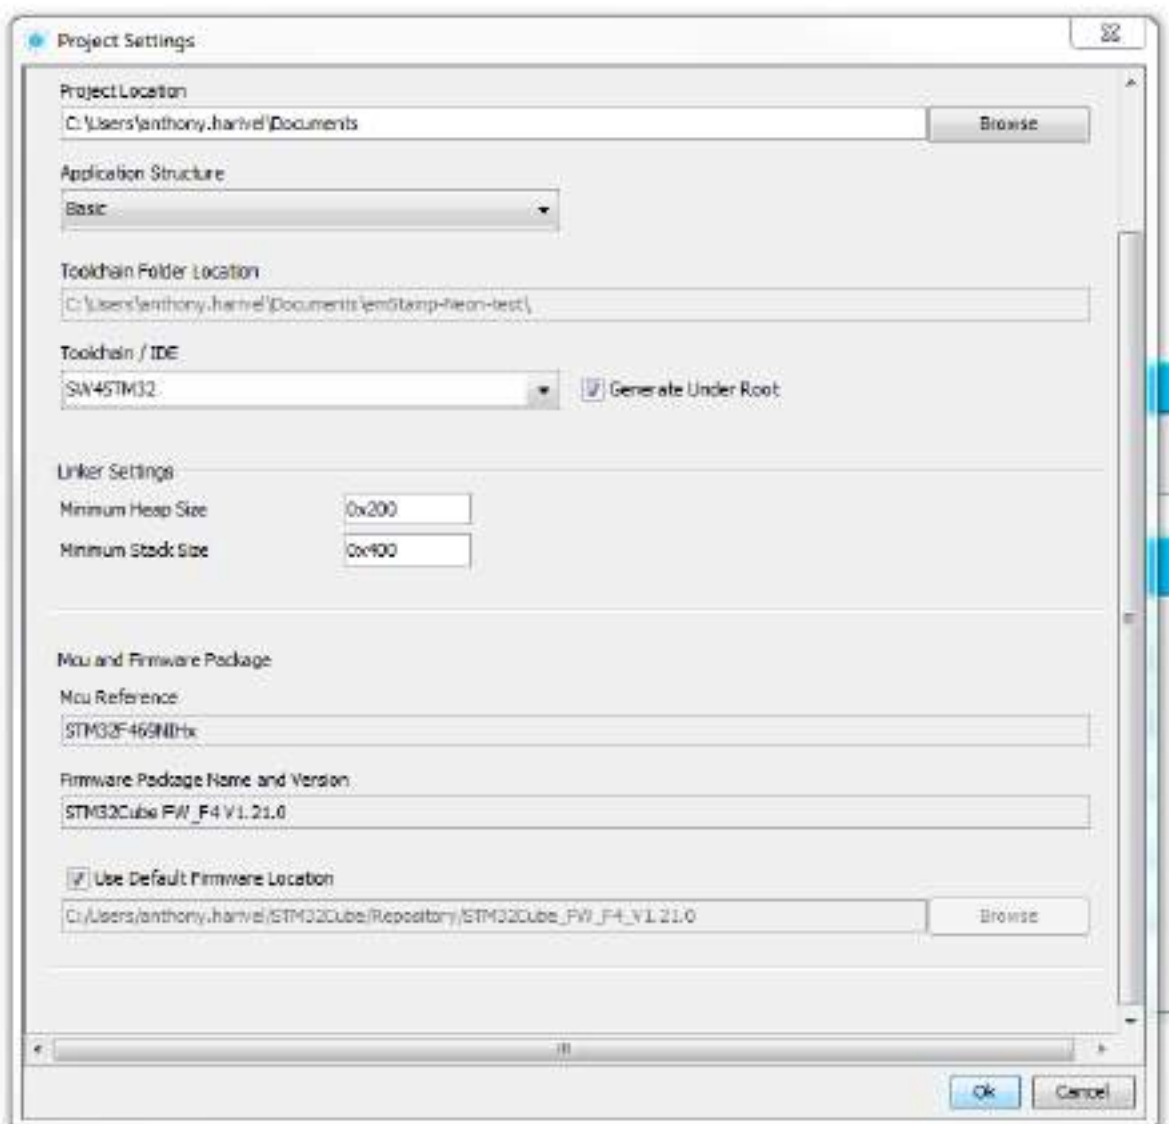 Project Settings
Project Location
C:\Users\anthony.harivel\Documents
Browse
Application Structure
Basic
Toolchain Folder Location
C:\Users\anthony.harivel\Documents\emStamp-Neon-test\
Toolchain / IDE
SW4STM32
Generate Under Root
Linker Settings
Minimum Heap Size
0x200
Minimum Stack Size
0x400
Mcu and Firmware Package
Mcu Reference
STM32F469NIHx
Firmware Package Name and Version
STM32Cube FW_F4 V1.21.0
Use Default Firmware Location
C:/Users/anthony.harivel/STM32Cube/Repository/STM32Cube_FW_F4_V1.21.0
Browse
Ok
Cancel